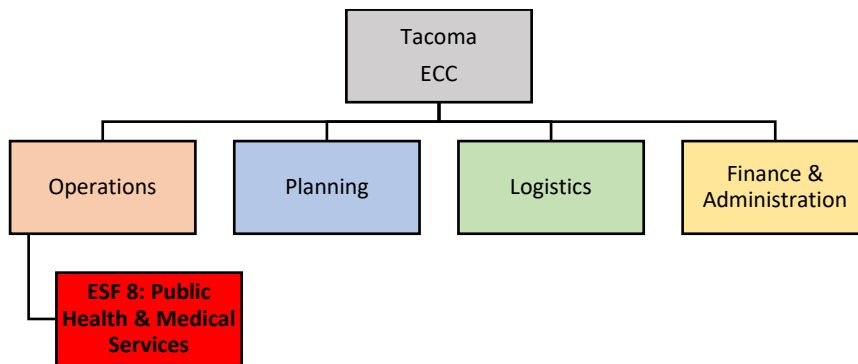 Tacoma
ECC
Operations
Planning
Logistics
Finance &
Administration
ESF 8: Public
Health & Medical
Services